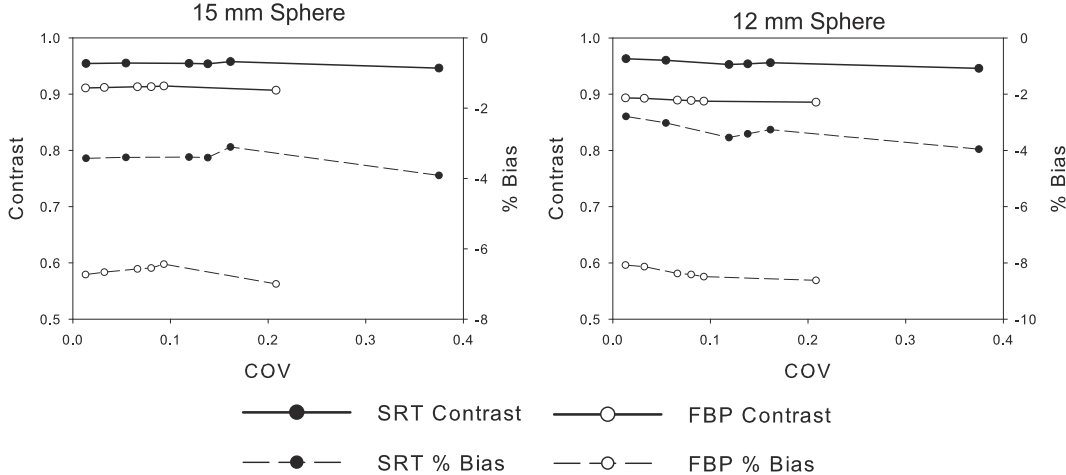 15 mm Sphere
12 mm Sphere
1.0
0.9
0.8
0.7
0.6
0.5
Contrast
0
-2
-4
-6
-8
% Bias
0.0
0.1
0.2
0.3
0.4
COV
1.0
0.9
0.8
0.7
0.6
0.5
Contrast
0
-2
-4
-6
-8
-10
% Bias
0.0
0.1
0.2
0.3
0.4
COV
SRT Contrast
FBP Contrast
SRT % Bias
FBP % Bias